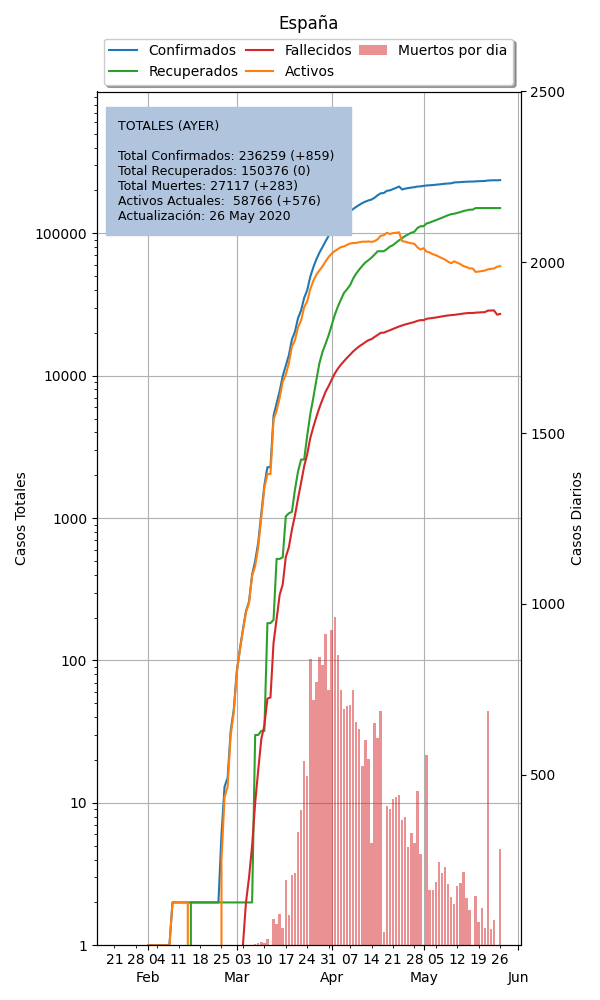 España
Confirmados
Fallecidos
Muertos por dia
Recuperados
Activos
TOTALES (AYER)
Total Confirmados: 236259 (+859)
Total Recuperados: 150376 (0)
Total Muertes: 27117 (+283)
Activos Actuales:  58766 (+576)
Actualización: 26 May 2020
2500
100000
2000
10000
1500
Casos Totales
Casos Diarios
1000
1000
100
500
10
1
21 28 04 11 18 25 03 10 17 24 31 07 14 21 28 05 12 19 26
Feb Mar Apr May Jun